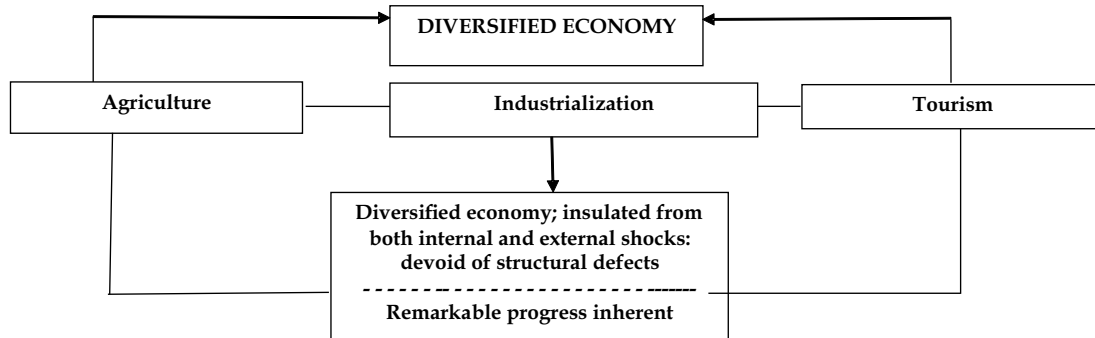 DIVERSIFIED ECONOMY
Agriculture
Industrialization
Tourism
Diversified economy; insulated from
both internal and external shocks:
devoid of structural defects
Remarkable progress inherent